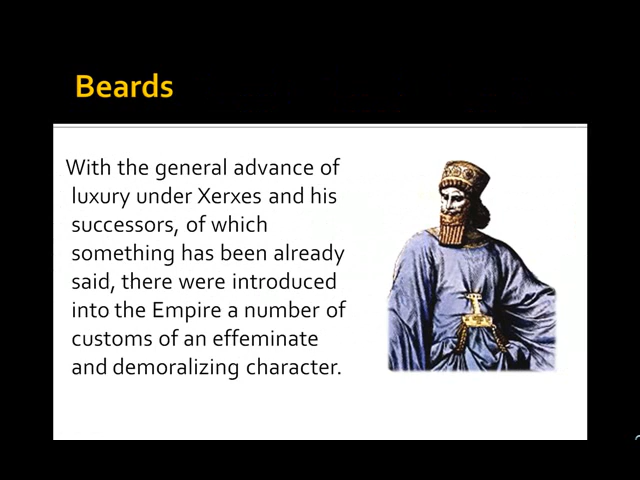 Beards
With the general advance of
luxury under Xerxes and his
successors, of which
something has been already
said, there were introduced
into the Empire a number of
customs of an effeminate
and demoralizing character.